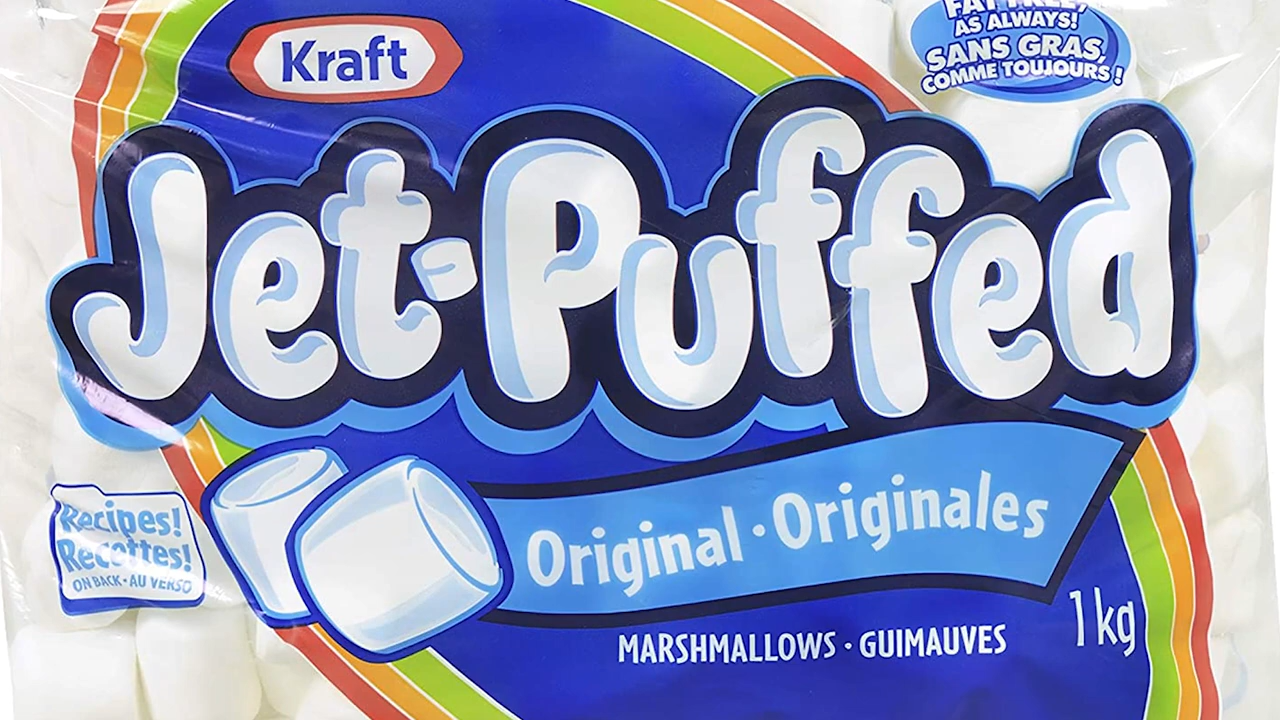 Kraft
FAT FREE,
AS ALWAYS!
SANS GRAS,
COMME TOUJOURS!
Jet-Puffed
Recipes!
Recettes!
ON BACK • AU VERSO
Original • Originales
1 kg
MARSHMALLOWS • GUIMAUVES